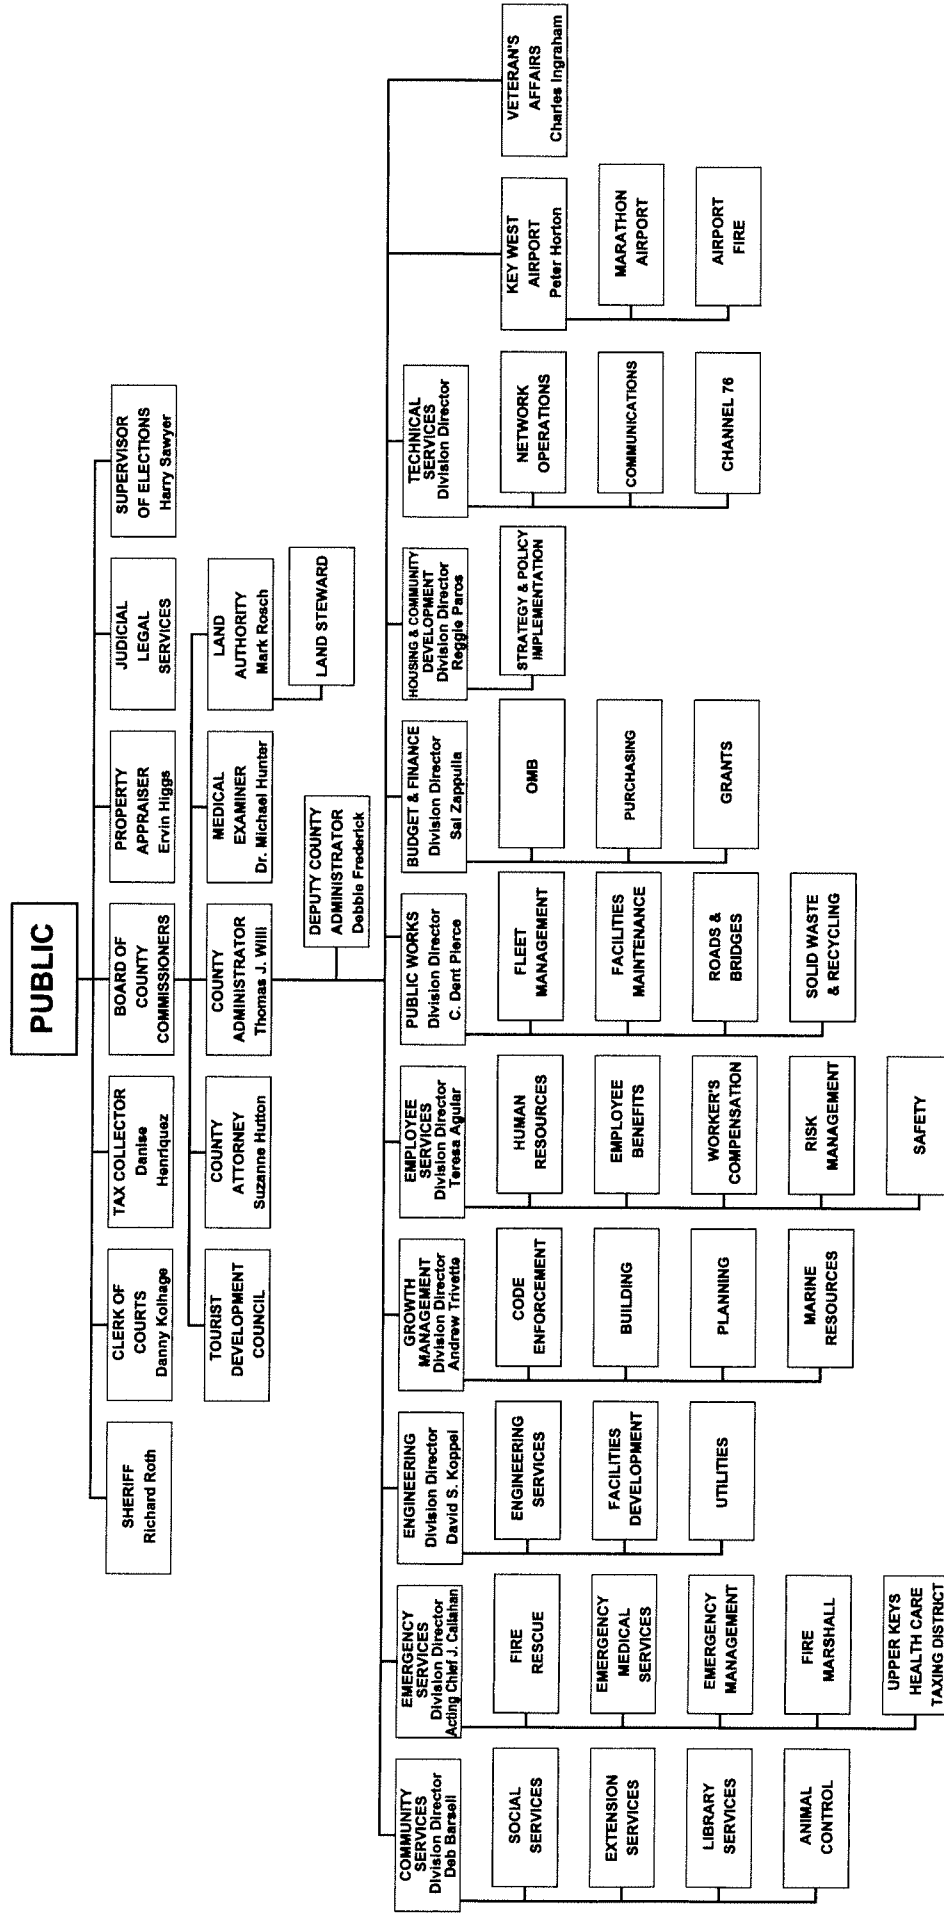 PUBLIC
SHERIFF
Richard Roth
CLERK OF
COURTS
Danny Kolhage
TAX COLLECTOR
Danise
Henriquez
BOARD OF
COUNTY
COMMISSIONERS
PROPERTY
APPRAISER
Ervin Higgs
JUDICIAL
LEGAL
SERVICES
SUPERVISOR
OF ELECTIONS
Harry Sawyer
TOURIST
DEVELOPMENT
COUNCIL
COUNTY
ATTORNEY
Suzanne Hutton
COUNTY
ADMINISTRATOR
Thomas J. Willi
MEDICAL
EXAMINER
Dr. Michael Hunter
LAND
AUTHORITY
Mark Rosch
LAND STEWARD
DEPUTY COUNTY
ADMINISTRATOR
Debbie Frederick
COMMUNITY
SERVICES
Division Director
Deb Barsell
SOCIAL
SERVICES
EXTENSION
SERVICES
LIBRARY
SERVICES
ANIMAL
CONTROL
EMERGENCY
SERVICES
Division Director
Acting Chief J. Callahan
FIRE
RESCUE
EMERGENCY
MEDICAL
SERVICES
EMERGENCY
MANAGEMENT
FIRE
MARSHALL
UPPER KEYS
HEALTH CARE
TAXING DISTRICT
ENGINEERING
Division Director
David S. Koppel
ENGINEERING
SERVICES
FACILITIES
DEVELOPMENT
UTILITIES
GROWTH
MANAGEMENT
Division Director
Andrew Trivette
CODE
ENFORCEMENT
BUILDING
PLANNING
MARINE
RESOURCES
EMPLOYEE
SERVICES
Division Director
Teresa Aguiar
HUMAN
RESOURCES
EMPLOYEE
BENEFITS
WORKER'S
COMPENSATION
RISK
MANAGEMENT
SAFETY
PUBLIC WORKS
Division Director
C. Dent Pierce
FLEET
MANAGEMENT
FACILITIES
MAINTENANCE
ROADS &
BRIDGES
SOLID WASTE
& RECYCLING
BUDGET & FINANCE
Division Director
Sal Zappulla
OMB
PURCHASING
GRANTS
HOUSING & COMMUNITY
DEVELOPMENT
Division Director
Reggie Paros
STRATEGY & POLICY
IMPLEMENTATION
TECHNICAL
SERVICES
Division Director
NETWORK
OPERATIONS
COMMUNICATIONS
CHANNEL 76
KEY WEST
AIRPORT
Peter Horton
MARATHON
AIRPORT
AIRPORT
FIRE
VETERAN'S
AFFAIRS
Charles Ingraham